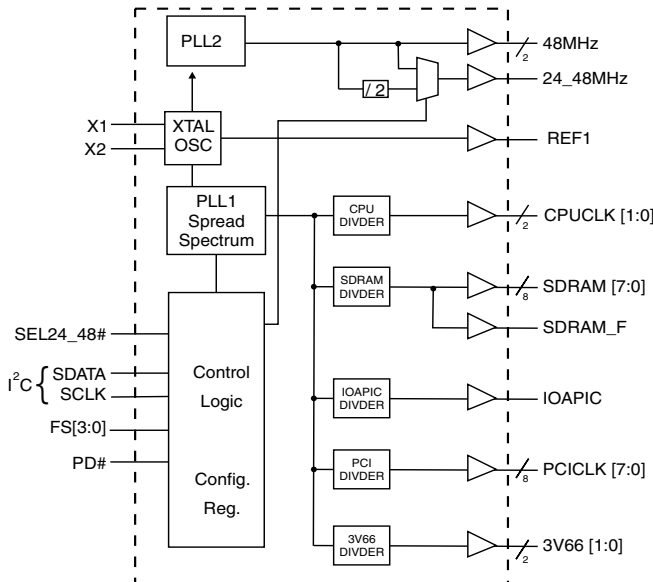 PLL2
48MHz
2
/ 2
24_48MHz
X1
X2
XTAL
OSC
REF1
PLL1
Spread
Spectrum
CPU
DIVDER
2
CPUCLK [1:0]
SDRAM
DIVDER
8
SDRAM [7:0]
SDRAM_F
SEL24_48#
I²C {
SDATA
SCLK
FS[3:0]
PD#
Control
Logic
Config.
Reg.
IOAPIC
DIVDER
IOAPIC
PCI
DIVDER
8
PCICLK [7:0]
3V66
DIVDER
2
3V66 [1:0]